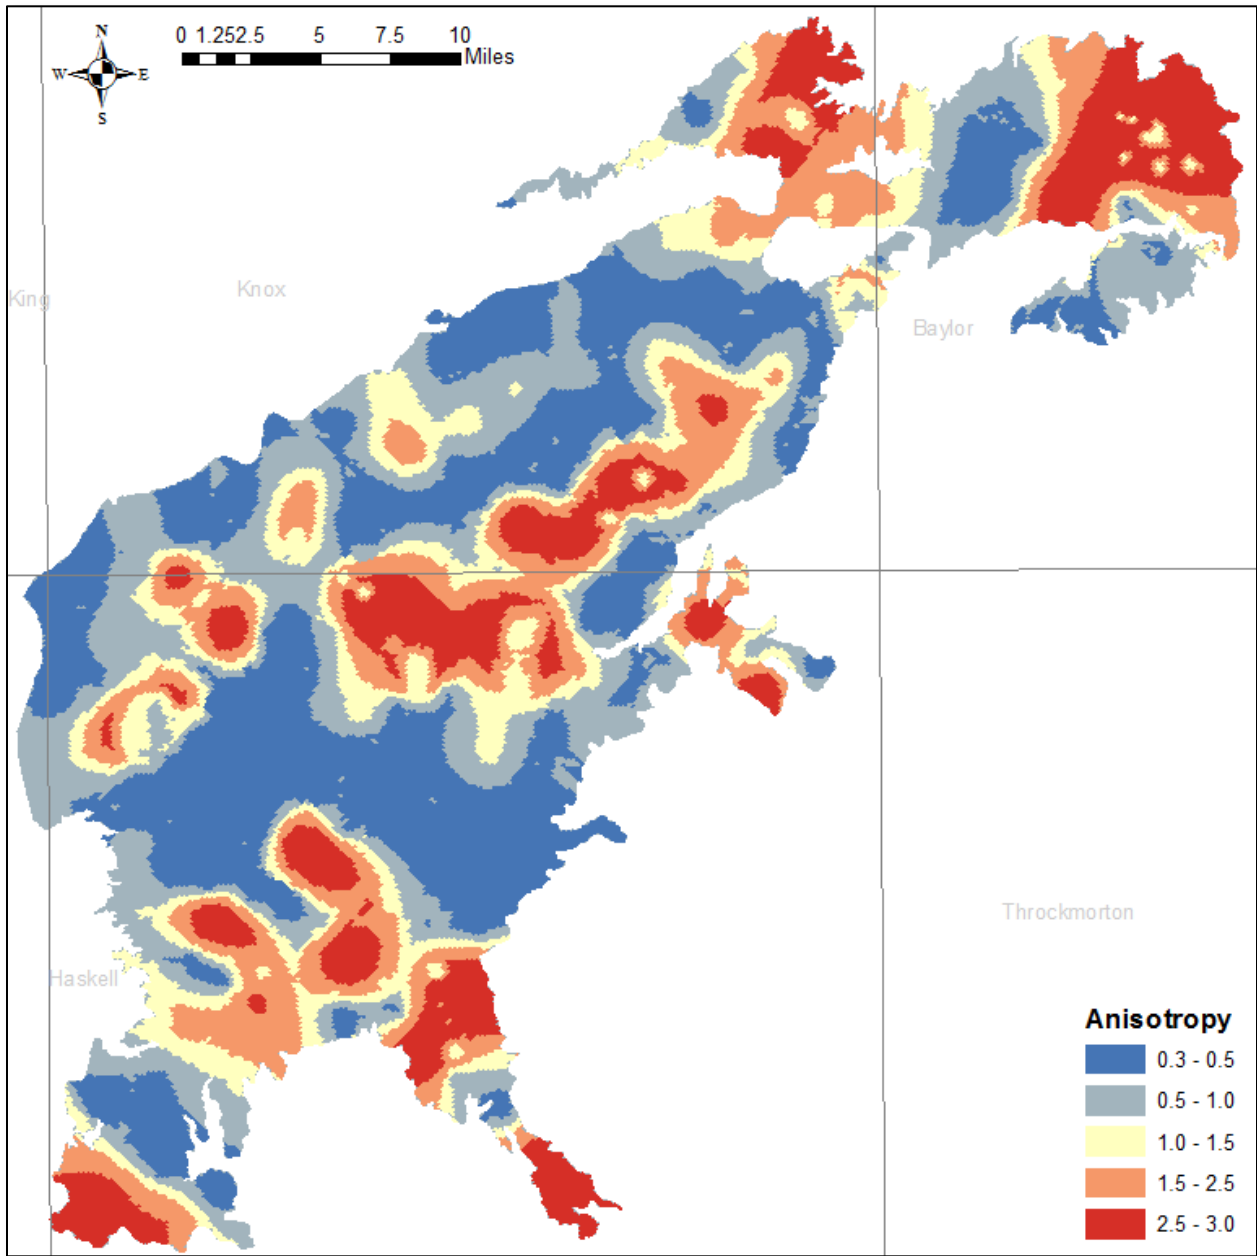 N
W E
S
0 1.252.5 5 7.5 10
Miles
King
Knox
Baylor
Throckmorton
Haskell
Anisotropy
0.3 - 0.5
0.5 - 1.0
1.0 - 1.5
1.5 - 2.5
2.5 - 3.0